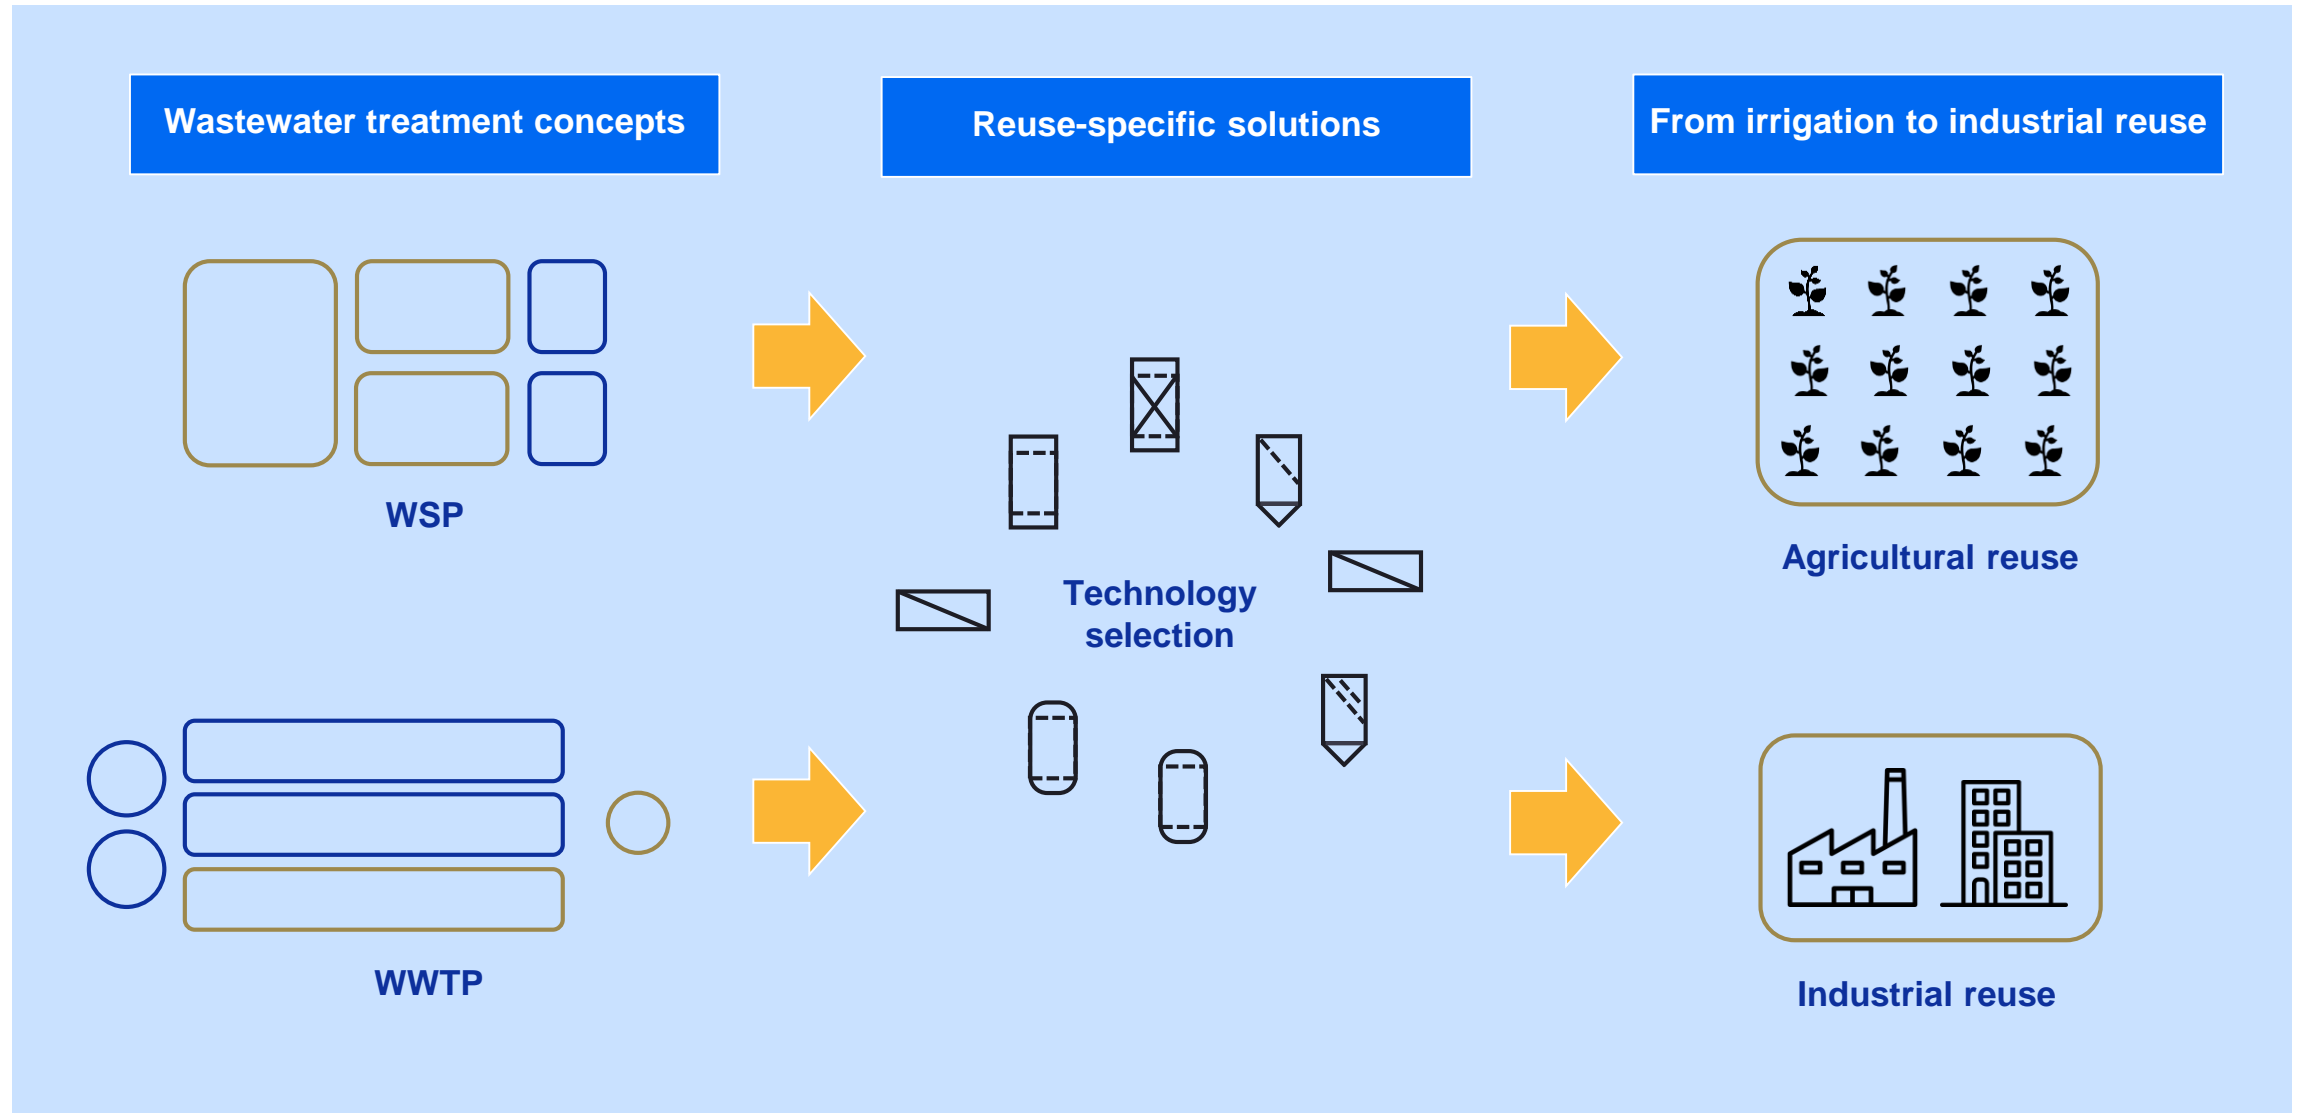 Wastewater treatment concepts
Reuse-specific solutions
From irrigation to industrial reuse
WSP
Agricultural reuse
Technology
selection
WWTP
Industrial reuse